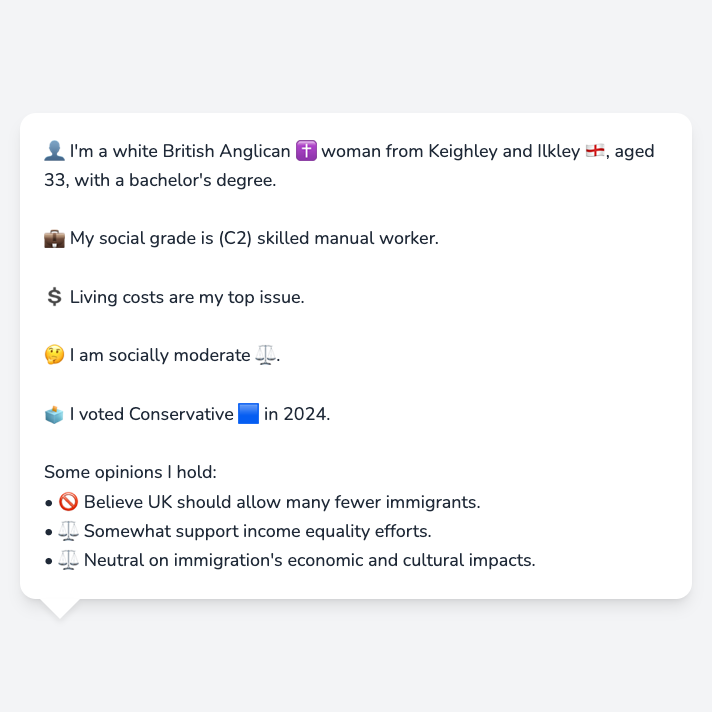 👤 I'm a white British Anglican ✝️ woman from Keighley and Ilkley 🏴󠁧󠁢󠁥󠁮󠁧󠁿, aged
33, with a bachelor's degree.
💼 My social grade is (C2) skilled manual worker.
💲 Living costs are my top issue.
🤔 I am socially moderate ⚖️.
🗳️ I voted Conservative 🟦 in 2024.
Some opinions I hold:
• 🚫 Believe UK should allow many fewer immigrants.
• ⚖️ Somewhat support income equality efforts.
• ⚖️ Neutral on immigration's economic and cultural impacts.